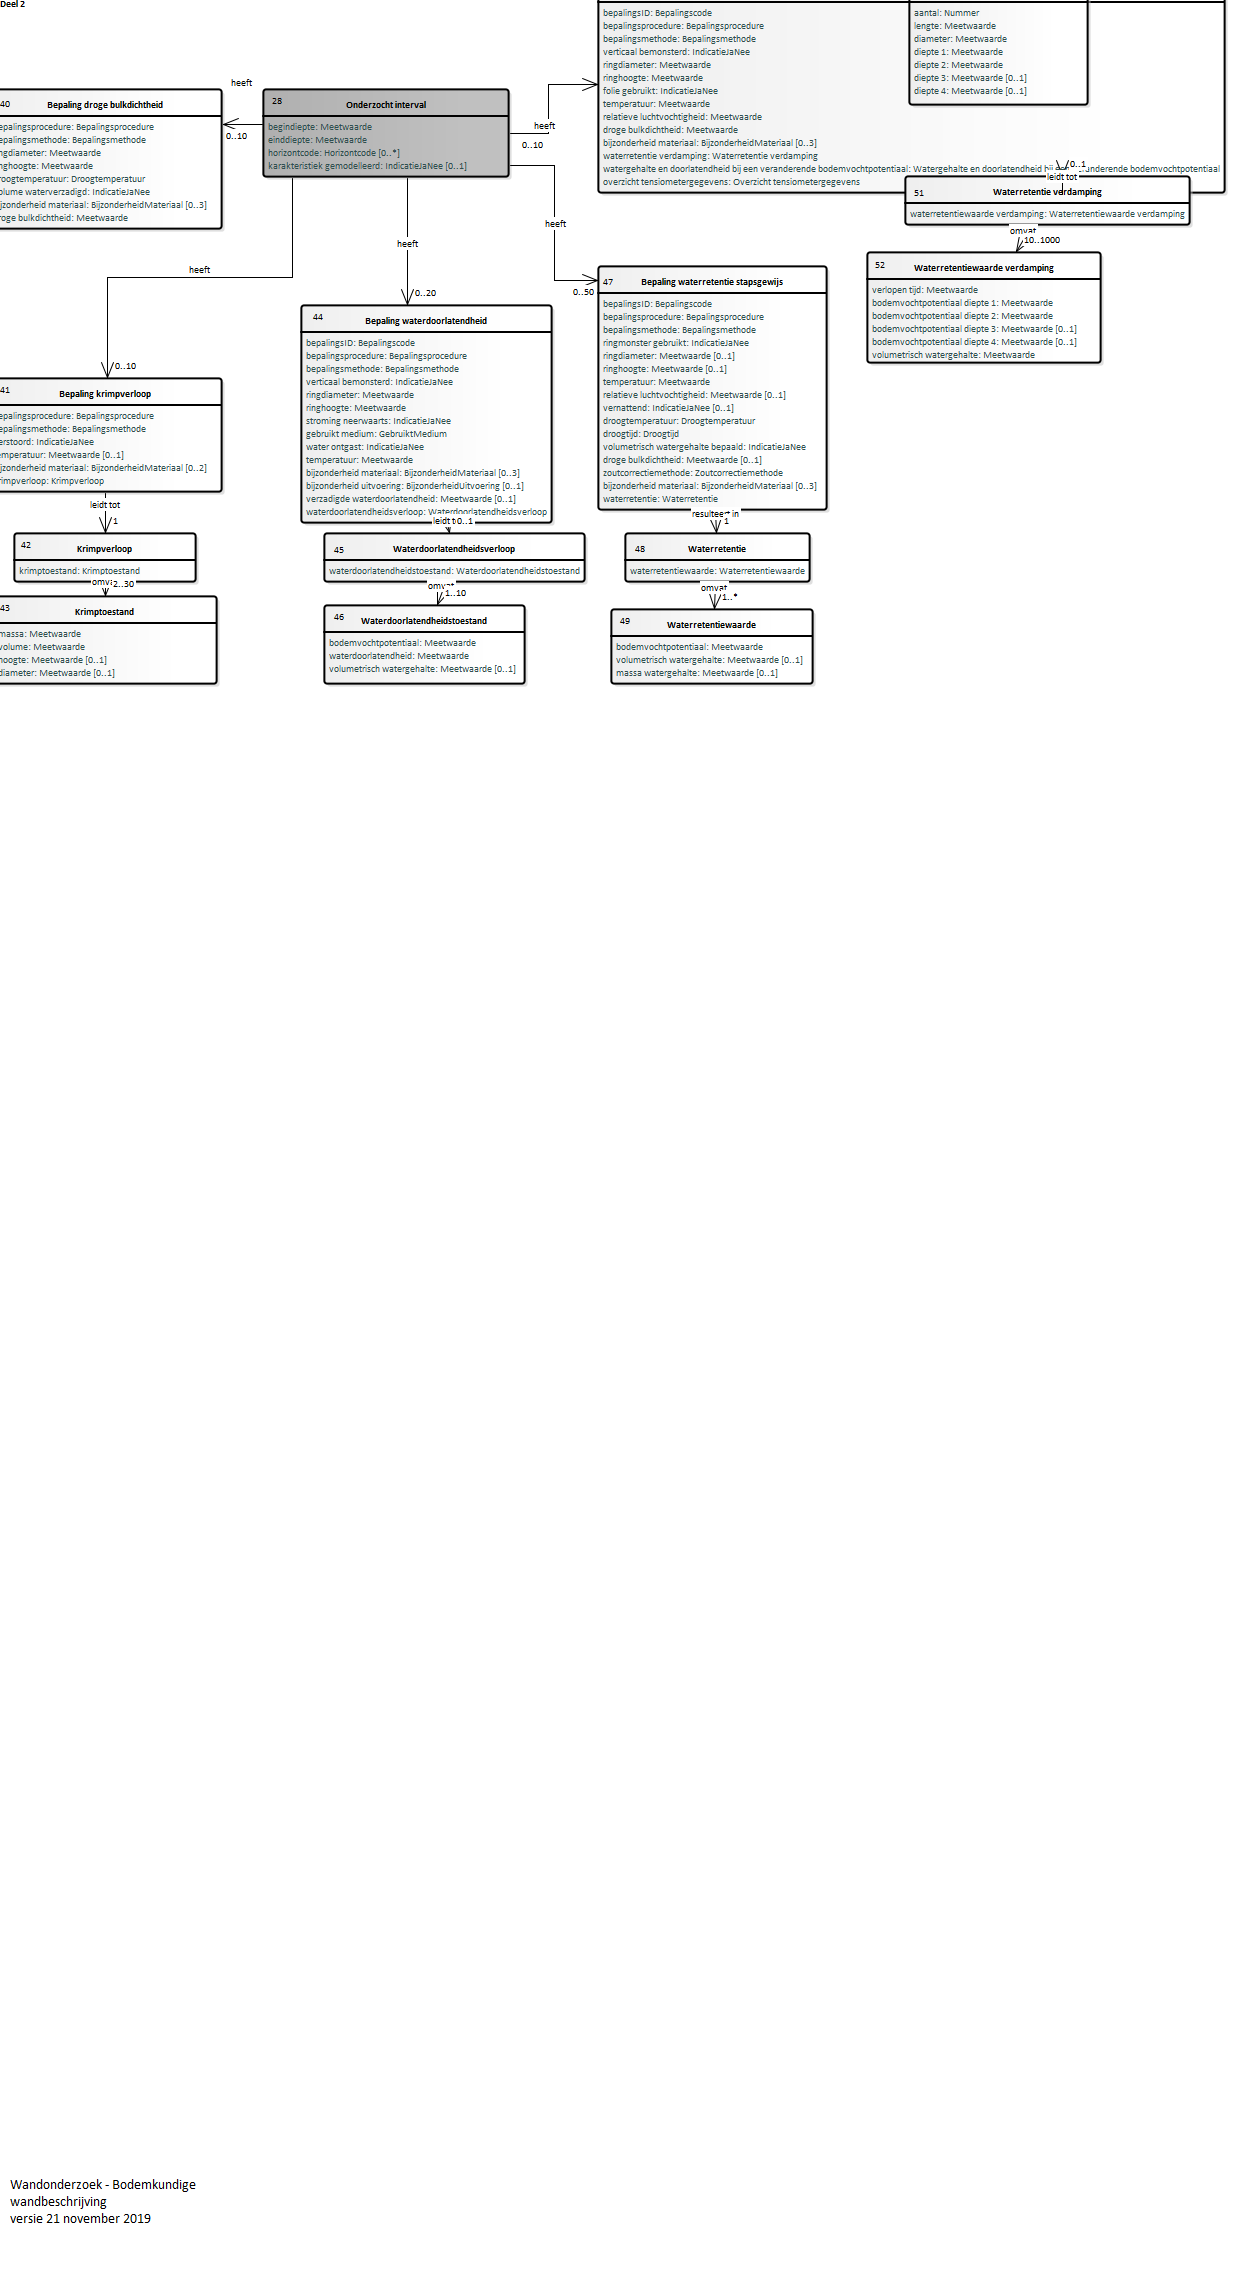 Deel 2
bepalingsID: Bepalingscode
bepalingsprocedure: Bepalingsprocedure
bepalingsmethode: Bepalingsmethode
verticaal bemonsterd: IndicatieJaNee
ringdiameter: Meetwaarde
ringhoogte: Meetwaarde
folie gebruikt: IndicatieJaNee
temperatuur: Meetwaarde
relatieve luchtvochtigheid: Meetwaarde
droge bulkdichtheid: Meetwaarde
bijzonderheid materiaal: BijzonderheidMateriaal [0..3]
waterretentie verdamping: Waterretentie verdamping
watergehalte en doorlatendheid bij een veranderende bodemvochtpotentiaal: Watergehalte en doorlatendheid bij underende bodemvochtpotentiaal
overzicht tensiometergegevens: Overzicht tensiometergegevens
aantal: Nummer
lengte: Meetwaarde
diameter: Meetwaarde
diepte 1: Meetwaarde
diepte 2: Meetwaarde
diepte 3: Meetwaarde [0..1]
diepte 4: Meetwaarde [0..1]
heeft
0..10
40 Bepaling droge bulkdichtheid
epalingsprocedure: Bepalingsprocedure
epalingsmethode: Bepalingsmethode
ngdiameter: Meetwaarde
nghoogte: Meetwaarde
roogtemperatuur: Droogtemperatuur
olume waterverzadigd: IndicatieJaNee
ijzonderheid materiaal: BijzonderheidMateriaal [0..3]
roge bulkdichtheid: Meetwaarde
28 Onderzocht interval
begindiepte: Meetwaarde
einddiepte: Meetwaarde
horizontcode: Horizontcode [0..*]
karakteristiek gemodelleerd: IndicatieJaNee [0..1]
heeft
0..10
0..1
leidt tot
51 Waterretentie verdamping
waterretentiewaarde verdamping: Waterretentiewaarde verdamping
omvat
10..1000
52 Waterretentiewaarde verdamping
verlopen tijd: Meetwaarde
bodemvochtpotentiaal diepte 1: Meetwaarde
bodemvochtpotentiaal diepte 2: Meetwaarde
bodemvochtpotentiaal diepte 3: Meetwaarde [0..1]
bodemvochtpotentiaal diepte 4: Meetwaarde [0..1]
volumetrisch watergehalte: Meetwaarde
heeft
0..50
heeft
0..20
heeft
0..10
47 Bepaling waterretentie stapsgewijs
bepalingsID: Bepalingscode
bepalingsprocedure: Bepalingsprocedure
bepalingsmethode: Bepalingsmethode
ringmonster gebruikt: IndicatieJaNee
ringdiameter: Meetwaarde [0..1]
ringhoogte: Meetwaarde [0..1]
temperatuur: Meetwaarde
relatieve luchtvochtigheid: Meetwaarde [0..1]
vernattend: IndicatieJaNee [0..1]
droogtemperatuur: Droogtemperatuur
droogtijd: Droogtijd
volumetrisch watergehalte bepaald: IndicatieJaNee
droge bulkdichtheid: Meetwaarde [0..1]
zoutcorrectiemethode: Zoutcorrectiemethode
bijzonderheid materiaal: BijzonderheidMateriaal [0..3]
waterretentie: Waterretentie
44 Bepaling waterdoorlatendheid
bepalingsID: Bepalingscode
bepalingsprocedure: Bepalingsprocedure
bepalingsmethode: Bepalingsmethode
verticaal bemonsterd: IndicatieJaNee
ringdiameter: Meetwaarde
ringhoogte: Meetwaarde
stroming neerwaarts: IndicatieJaNee
gebruikt medium: GebruiktMedium
water ontgast: IndicatieJaNee
temperatuur: Meetwaarde
bijzonderheid materiaal: BijzonderheidMateriaal [0..3]
bijzonderheid uitvoering: BijzonderheidUitvoering [0..1]
verzadigde waterdoorlatendheid: Meetwaarde [0..1]
waterdoorlatendheidsverloop: Waterdoorlatendheidsverloop
41 Bepaling krimpverloop
epalingsprocedure: Bepalingsprocedure
epalingsmethode: Bepalingsmethode
erstoord: IndicatieJaNee
emperatuur: Meetwaarde [0..1]
ijzonderheid materiaal: BijzonderheidMateriaal [0..2]
rimpverloop: Krimpverloop
leidt tot
1
leidt t 0..1
resulteert in
1
42 Krimpverloop
krimptoestand: Krimptoestand
45 Waterdoorlatendheidsverloop
waterdoorlatendheidstoestand: Waterdoorlatendheidstoestand
48 Waterretentie
waterretentiewaarde: Waterretentiewaarde
omva 2..30
omvat
1..10
omvat
1..*
43 Krimptoestand
massa: Meetwaarde
volume: Meetwaarde
hoogte: Meetwaarde [0..1]
diameter: Meetwaarde [0..1]
46 Waterdoorlatendheidstoestand
bodemvochtpotentiaal: Meetwaarde
waterdoorlatendheid: Meetwaarde
volumetrisch watergehalte: Meetwaarde [0..1]
49 Waterretentiewaarde
bodemvochtpotentiaal: Meetwaarde
volumetrisch watergehalte: Meetwaarde [0..1]
massa watergehalte: Meetwaarde [0..1]
Wandonderzoek - Bodemkundige
wandbeschrijving
versie 21 november 2019